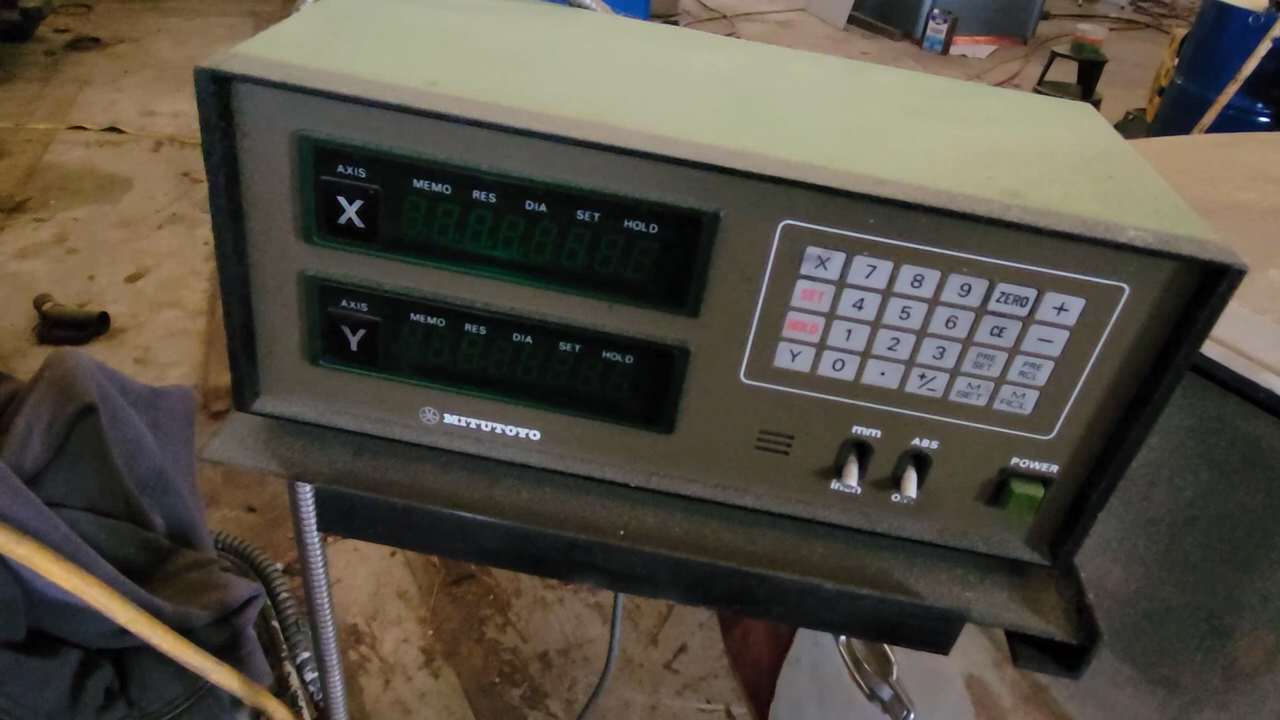 AXIS
X
MEMO RES DIA SET HOLD
AXIS
Y
MEMO RES DIA SET HOLD
MITUTOYO
X 7 8 9 ZERO +
SET 4 5 6 CE −
HOLD 1 2 3 PRE SET PRE RCL
Y 0 . +/− M SET M RCL
mm ABS POWER
inch